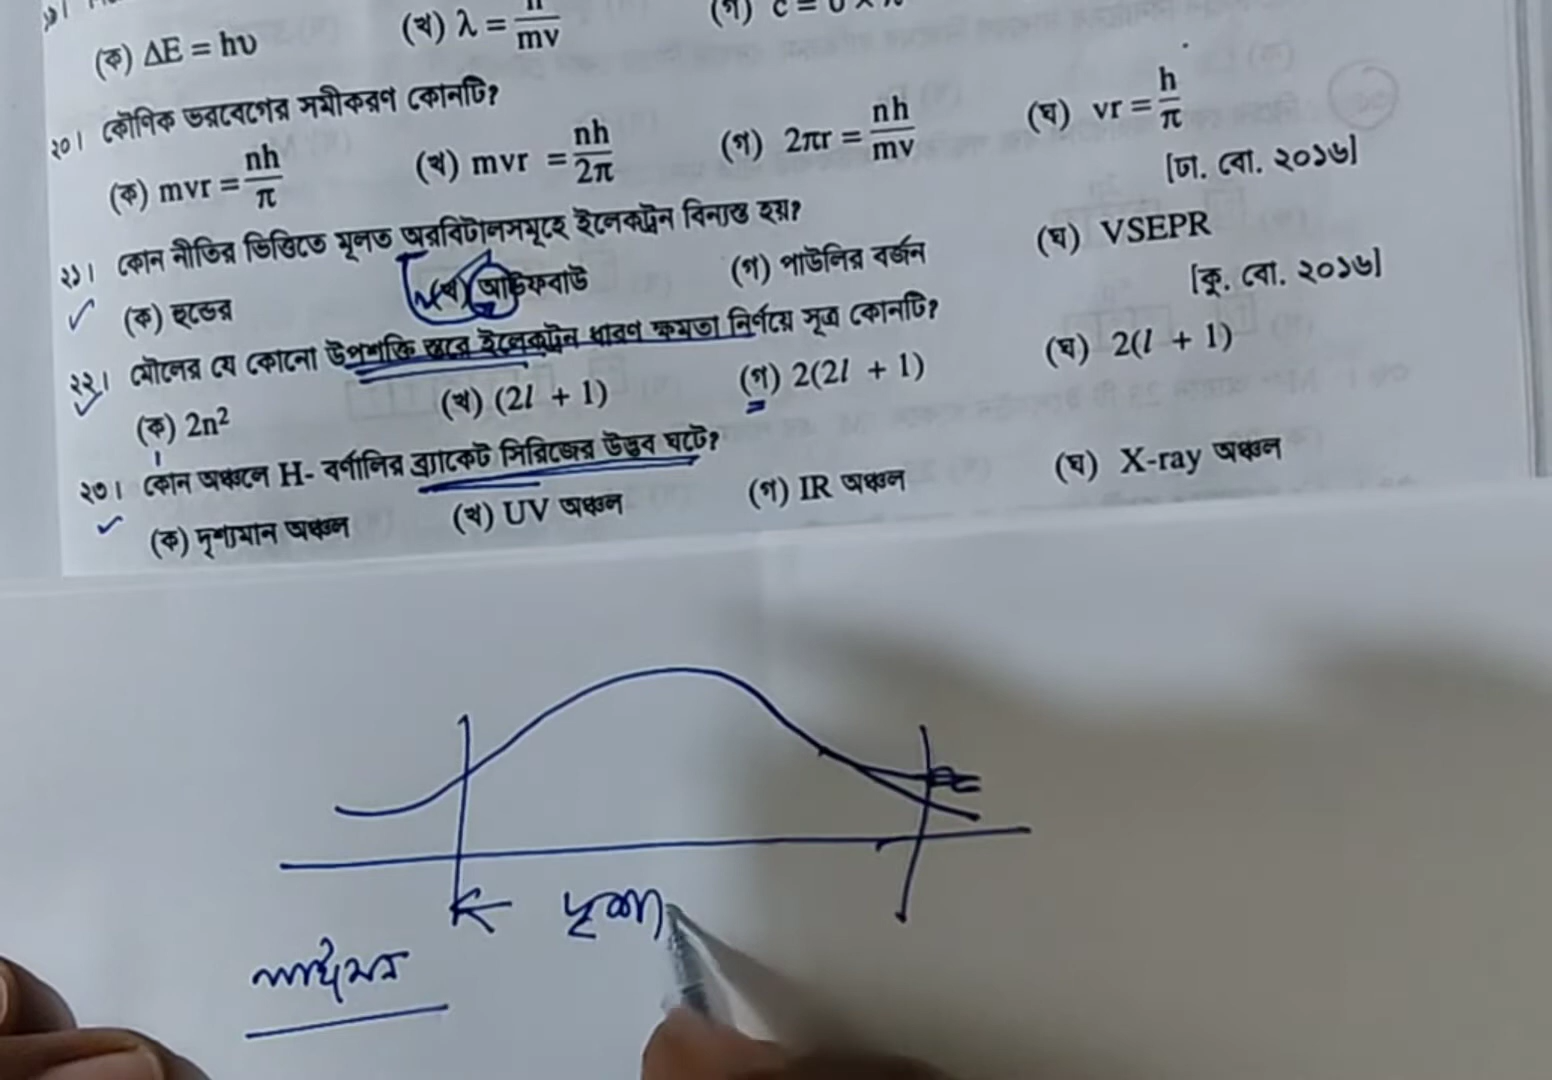 (ক) ΔE = hυ (খ) λ = h/mv (গ)
২০। কৌণিক ভরবেগের সমীকরণ কোনটি?
(ক) mvr = nh/π (খ) mvr = nh/2π (গ) 2πr = nh/mv (ঘ) vr = h/π
[ঢা. বো. ২০১৬]
২১। কোন নীতির ভিত্তিতে মূলত অরবিটালসমূহে ইলেকট্রন বিন্যস্ত হয়?
(ক) হুন্ডের (খ) আউফবাউ (গ) পাউলির বর্জন (ঘ) VSEPR
[কু. বো. ২০১৬]
২২। মৌলের যে কোনো উপশক্তি স্তরে ইলেকট্রন ধারণ ক্ষমতা নির্ণয়ে সূত্র কোনটি?
(ক) 2n² (খ) (2l + 1) (গ) 2(2l + 1) (ঘ) 2(l + 1)
২৩। কোন অঞ্চলে H- বর্ণালির ব্র্যাকেট সিরিজের উদ্ভব ঘটে?
(ক) দৃশ্যমান অঞ্চল (খ) UV অঞ্চল (গ) IR অঞ্চল (ঘ) X-ray অঞ্চল
দৃশ্য
লাইমার